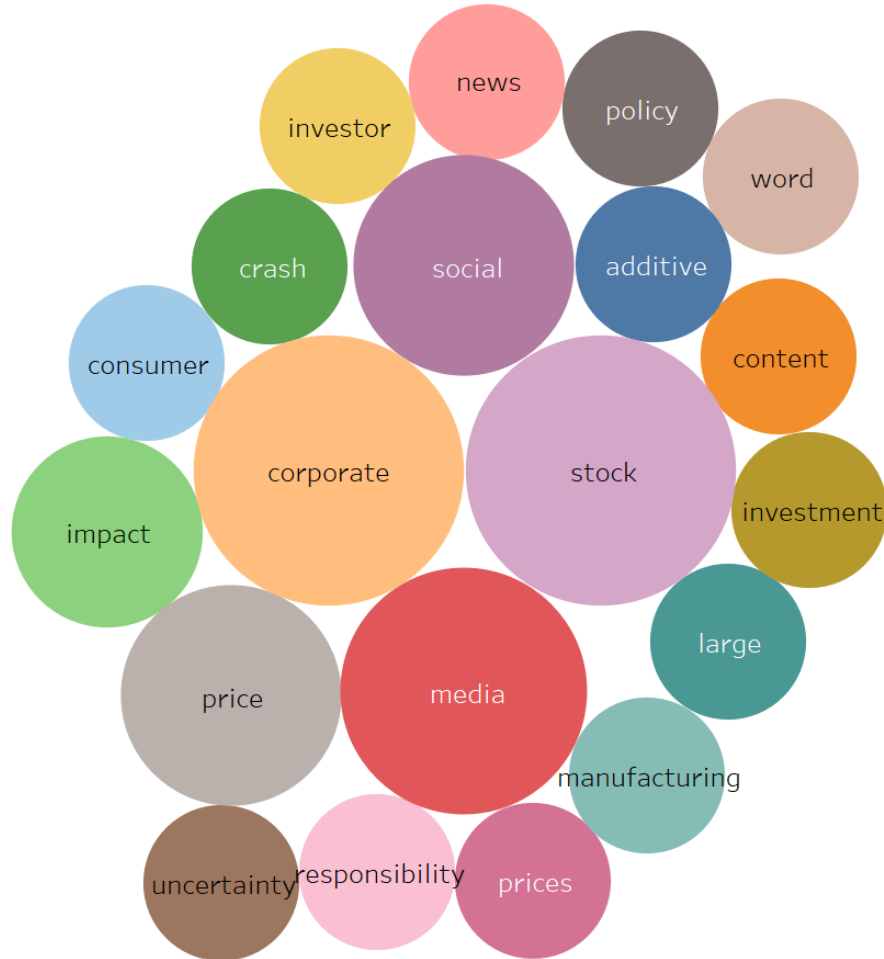 news
policy
investor
word
social
additive
crash
content
consumer
corporate
stock
investment
impact
large
media
price
manufacturing
responsibility
prices
uncertainty